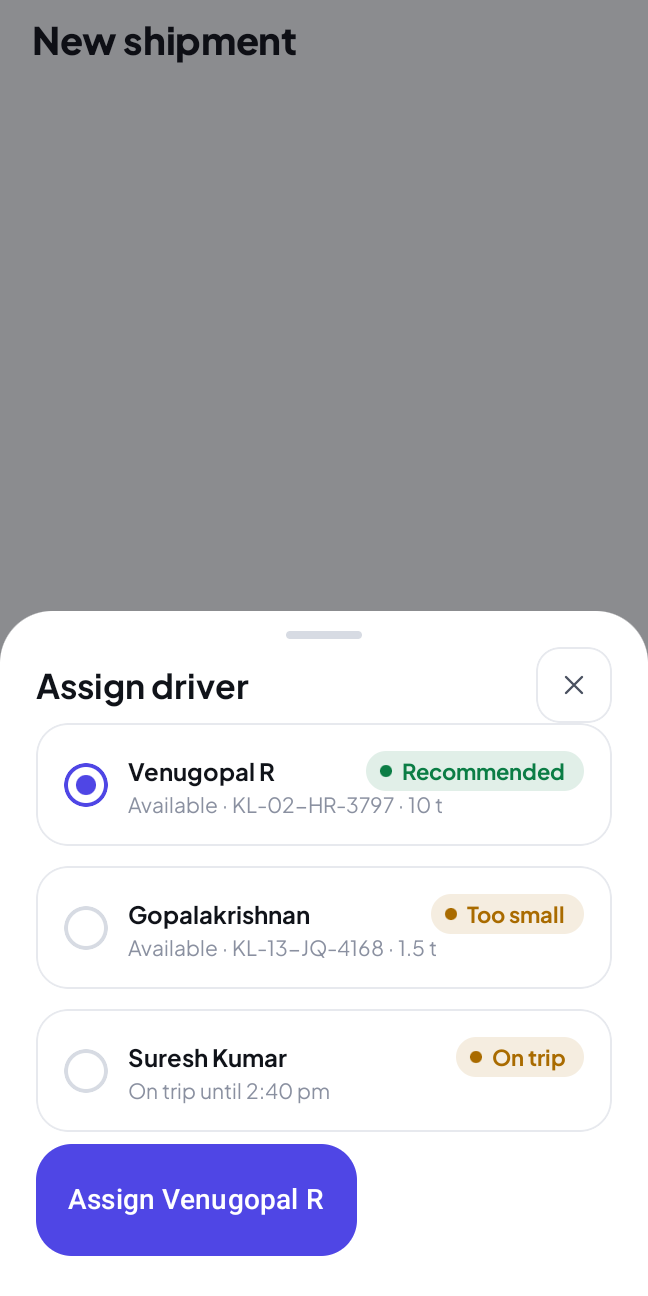 New shipment
Assign driver
Venugopal R
Recommended
Available · KL-02-HR-3797 · 10 t
Gopalakrishnan
Too small
Available · KL-13-JQ-4168 · 1.5 t
Suresh Kumar
On trip
On trip until 2:40 pm
Assign Venugopal R